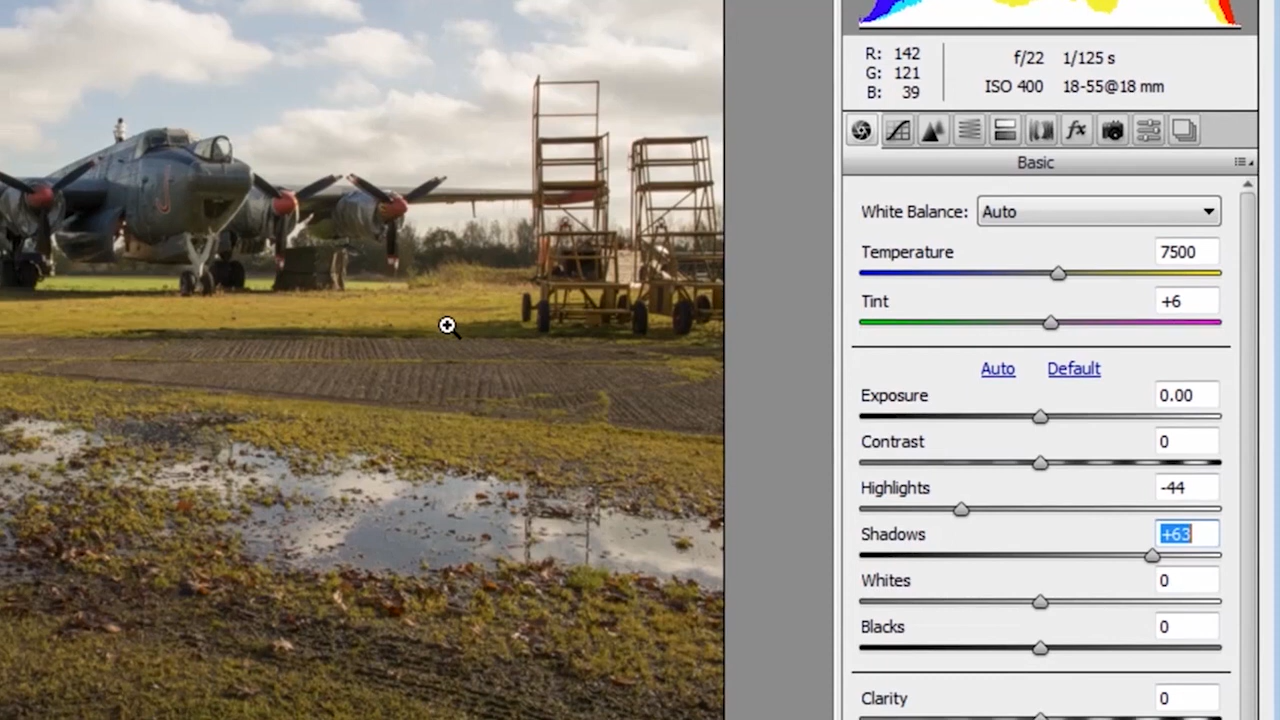 R: 142
G: 121
B: 39
f/22 1/125 s
ISO 400 18-55@18 mm
fx
Basic
White Balance: Auto
Temperature 7500
Tint +6
Auto Default
Exposure 0.00
Contrast 0
Highlights -44
Shadows +63
Whites 0
Blacks 0
Clarity 0
J